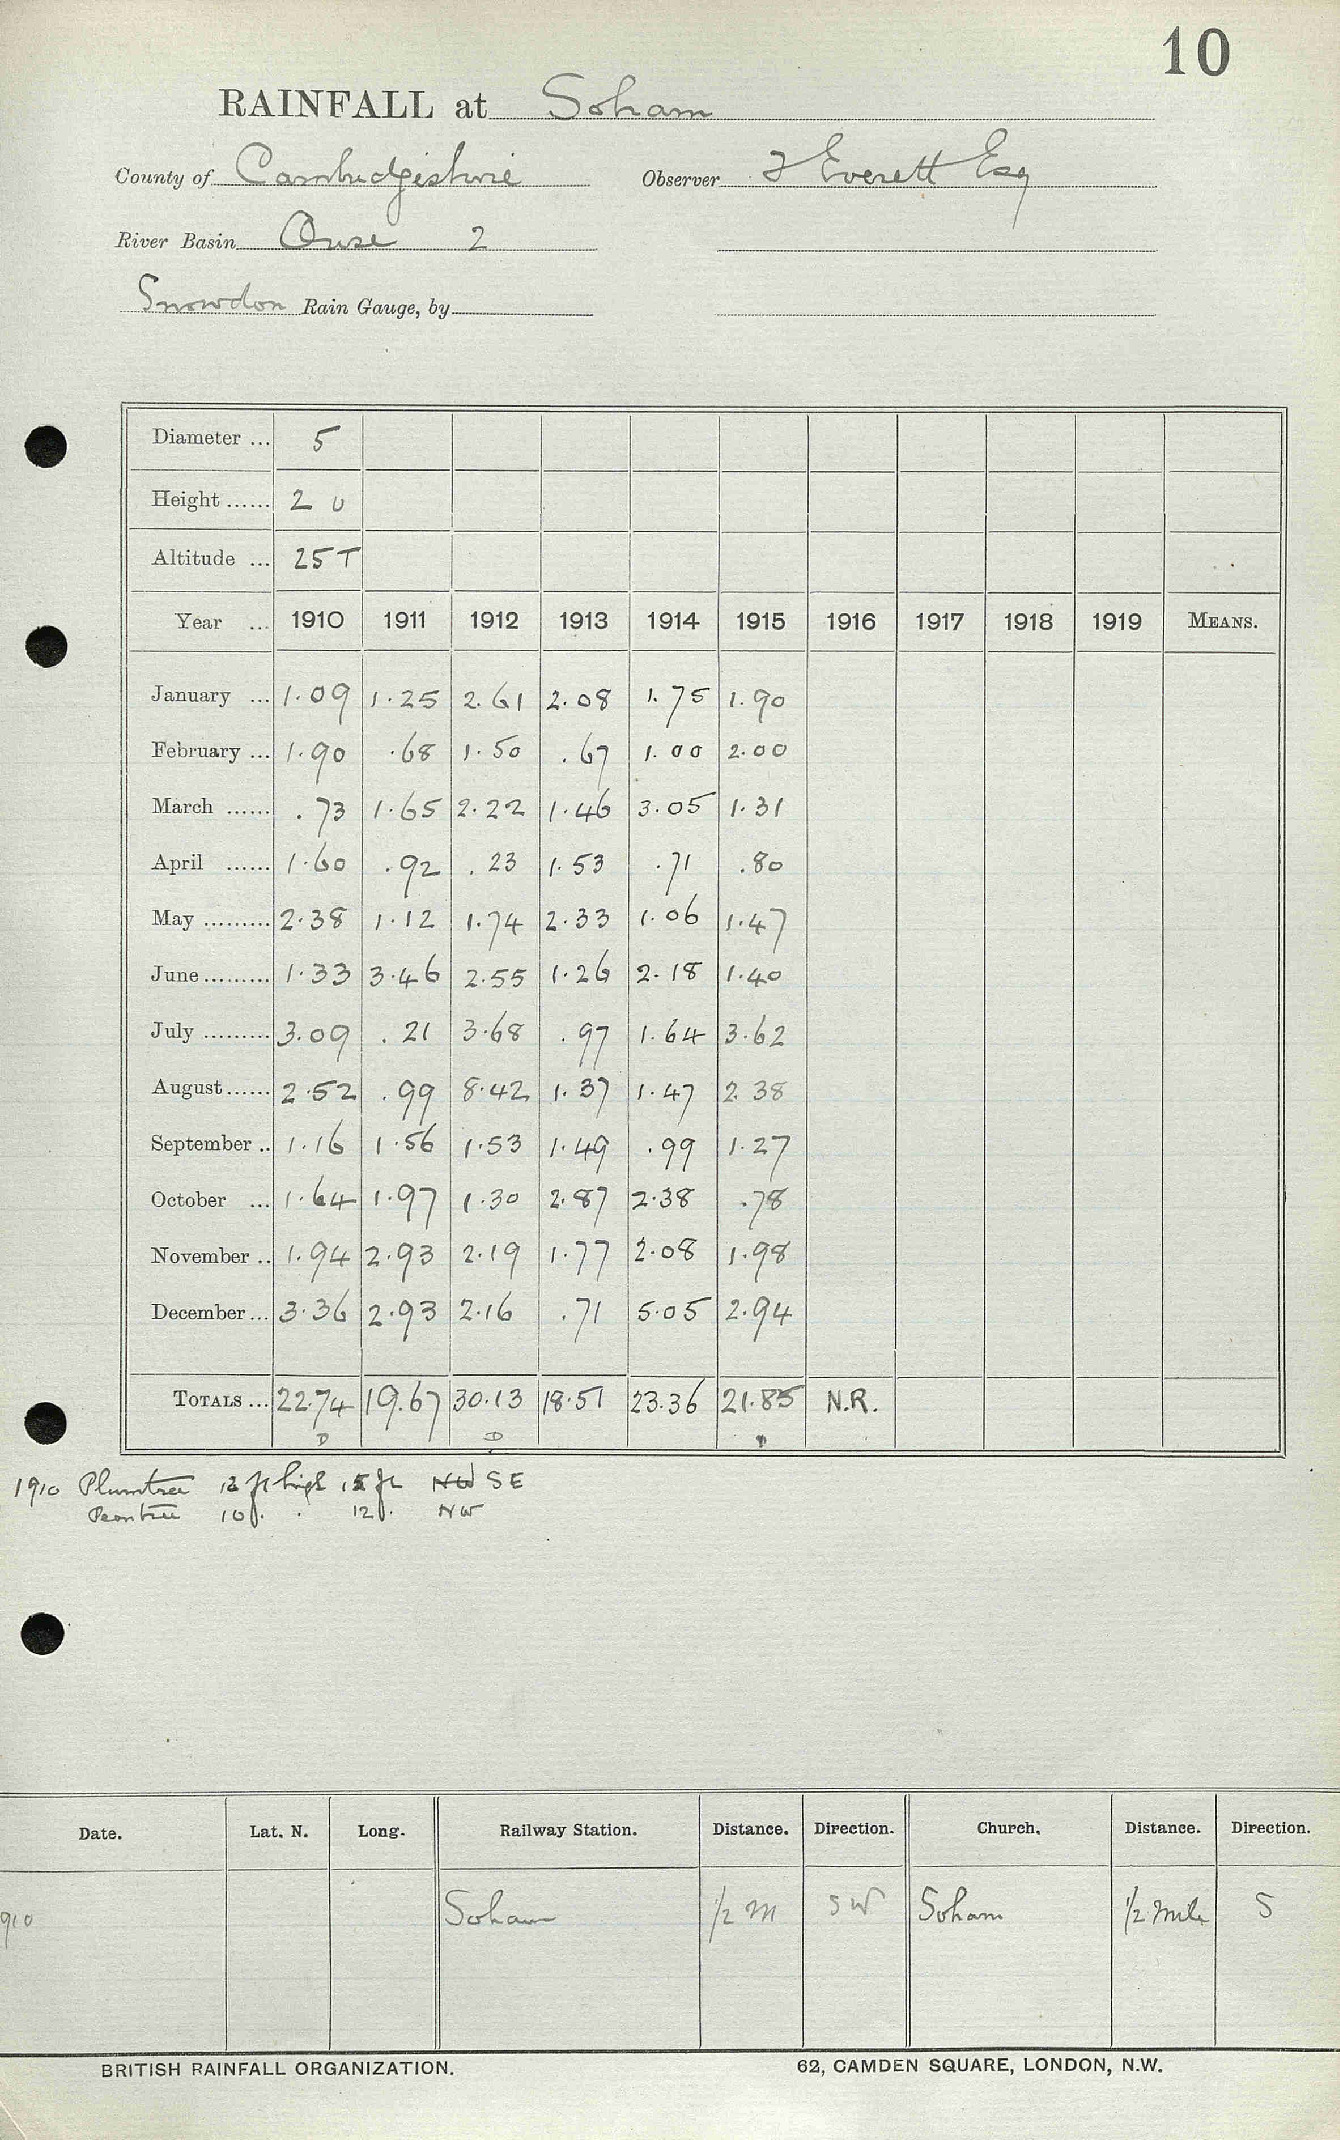 10
RAINFALL at Soham
County of Cambridgeshire Observer J Everett Esq
River Basin Ouse 2
Snowdon Rain Gauge, by
Diameter ... 5
Height ...... 2 0
Altitude ... 25T
Year ... 1910 1911 1912 1913 1914 1915 1916 1917 1918 1919 MEANS.
January ... 1.09 1.25 2.61 2.08 1.75 1.90
February ... 1.90 .68 1.50 .67 1.00 2.00
March ...... .73 1.65 2.22 1.46 3.05 1.31
April ...... 1.60 .92 .23 1.53 .71 .80
May ......... 2.38 1.12 1.74 2.33 1.06 1.47
June ......... 1.33 3.46 2.55 1.26 2.18 1.40
July ......... 3.09 .21 3.68 .97 1.64 3.62
August ...... 2.52 .99 8.42 1.37 1.47 2.38
September .. 1.16 1.56 1.53 1.49 .99 1.27
October ... 1.64 1.97 1.30 2.87 2.38 .78
November .. 1.94 2.93 2.19 1.77 2.08 1.98
December ... 3.36 2.93 2.16 .71 5.05 2.94
TOTALS ... 22.74 19.67 30.13 18.51 23.36 21.85 N.R.
D D
1910 Plumtree 12 ft high 15 ft NW SE
Peartree 10 f. . 12 f. NW
Date. Lat. N. Long. Railway Station. Distance. Direction. Church. Distance. Direction.
910 Soham 1/2 m SW Soham 1/2 mile S
BRITISH RAINFALL ORGANIZATION. 62, CAMDEN SQUARE, LONDON, N.W.